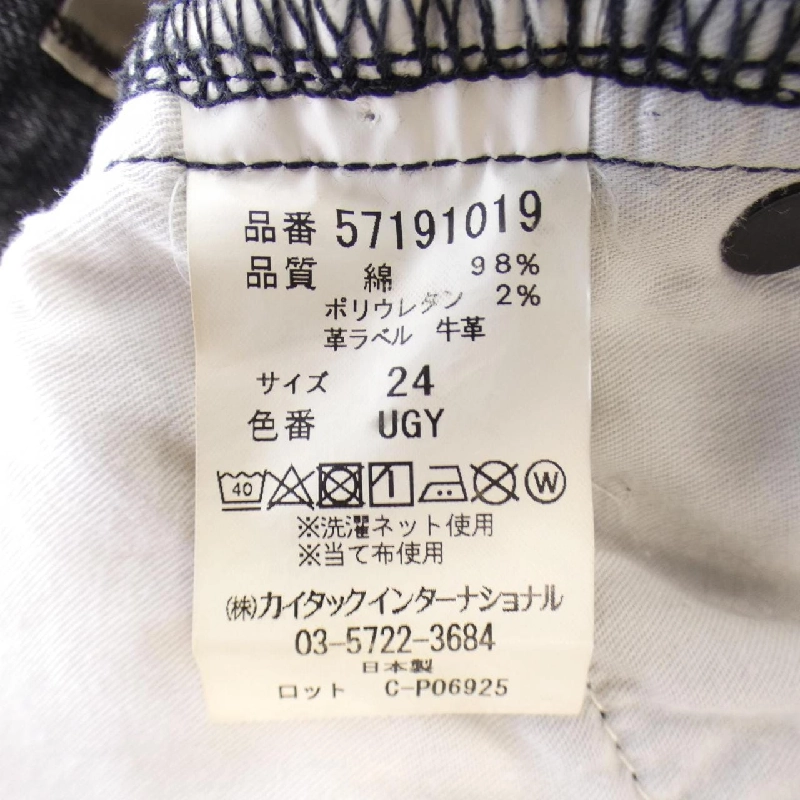 品番 57191019
品質 綿 98%
ポリウレタン 2%
革ラベル 牛革
サイズ 24
色番 UGY
40 W
※洗濯ネット使用
※当て布使用
㈱カイタックインターナショナル
03-5722-3684
日本製
ロット C-P06925